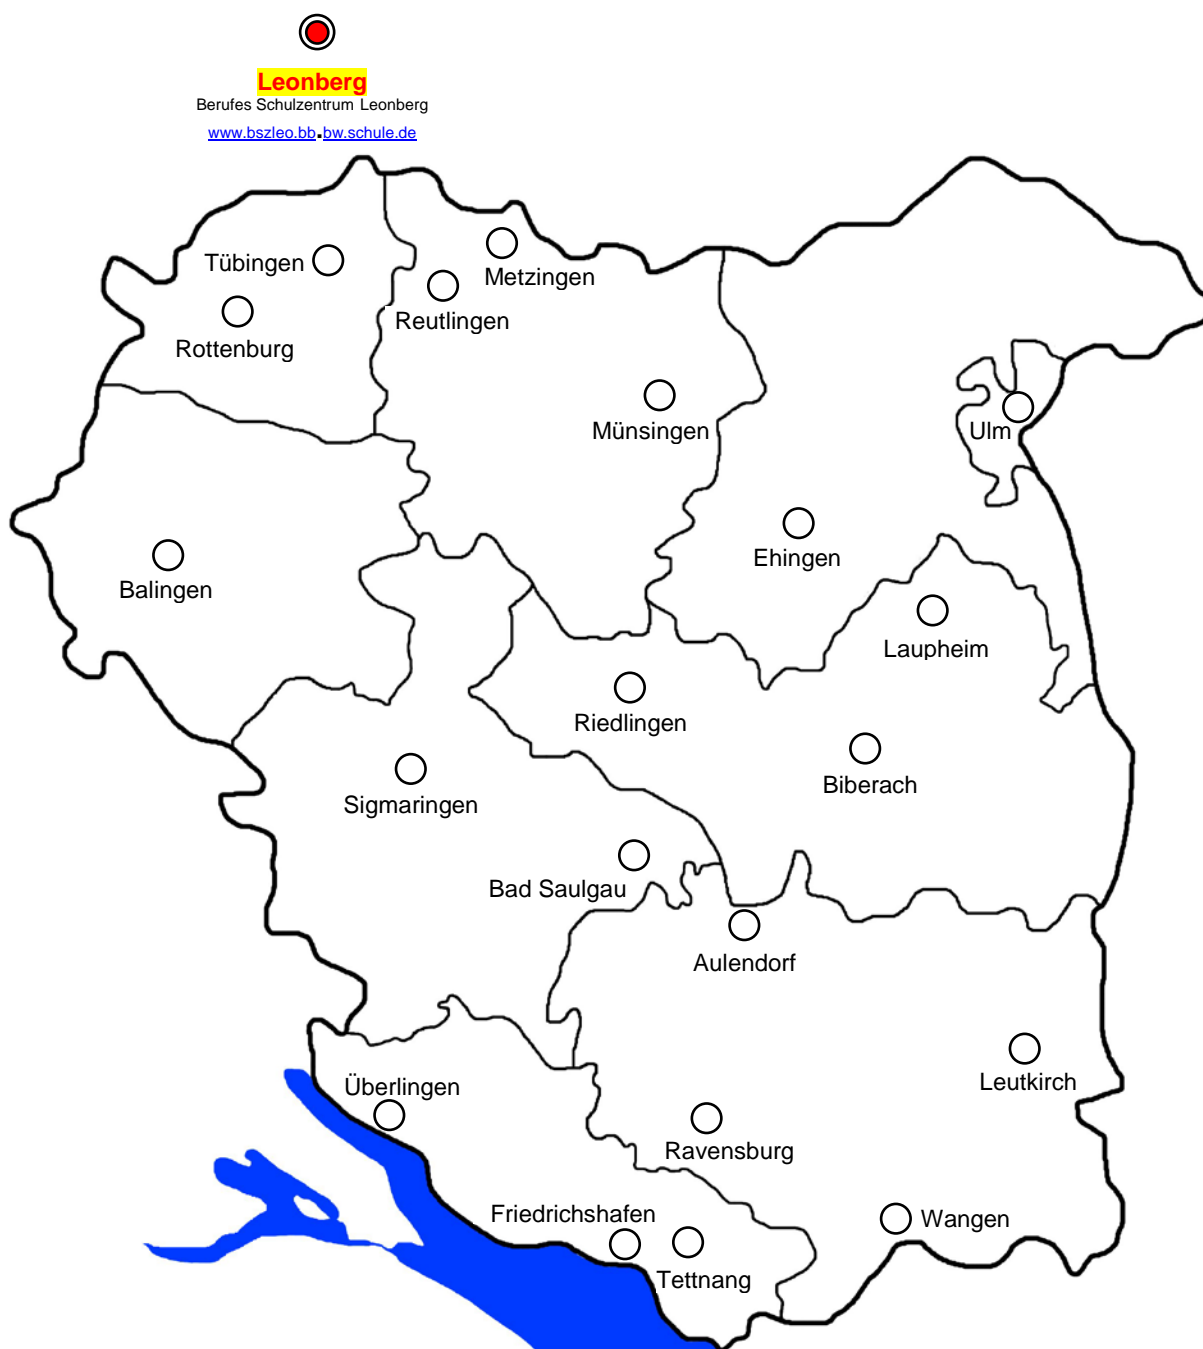 Leonberg
Berufes Schulzentrum Leonberg
www.bszleo.bb.bw.schule.de
Tübingen
Metzingen
Reutlingen
Rottenburg
Münsingen
Ulm
Ehingen
Balingen
Laupheim
Riedlingen
Biberach
Sigmaringen
Bad Saulgau
Aulendorf
Leutkirch
Überlingen
Ravensburg
Friedrichshafen
Wangen
Tettnang